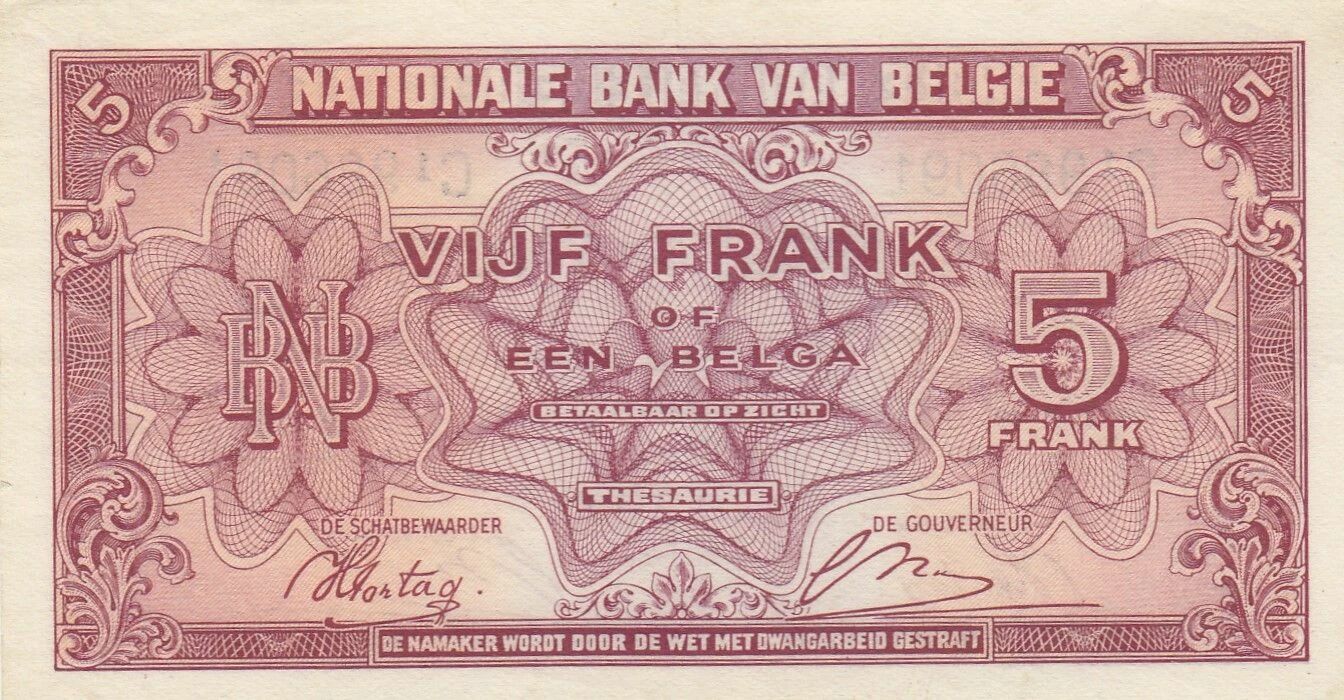 5
NATIONALE BANK VAN BELGIE
5
VIJF FRANK
OF
EEN BELGA
BETAALBAAR OP ZICHT
THESAURIE
BNB
5
FRANK
DE SCHATBEWAARDER
DE GOUVERNEUR
DE NAMAKER WORDT DOOR DE WET MET DWANGARBEID GESTRAFT